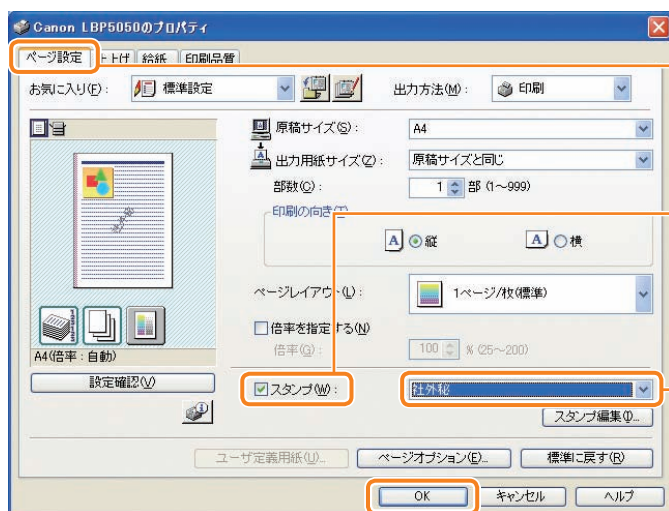 Canon LBP5050のプロパティ
ページ設定 仕上げ 給紙 印刷品質
お気に入り(F): 標準設定 出力方法(M): 印刷
原稿サイズ(S): A4
出力用紙サイズ(Z): 原稿サイズと同じ
部数(C): 1 部 (1～999)
印刷の向き(T)
A 縦 A 横
ページレイアウト(L): 1ページ/枚(標準)
倍率を指定する(N)
倍率(G): 100 % (25～200)
社外秘
A4(倍率：自動)
設定確認(V)
スタンプ(W): 社外秘
スタンプ編集(I)...
ユーザ定義用紙(U)... ページオプション(E)... 標準に戻す(R)
OK キャンセル ヘルプ